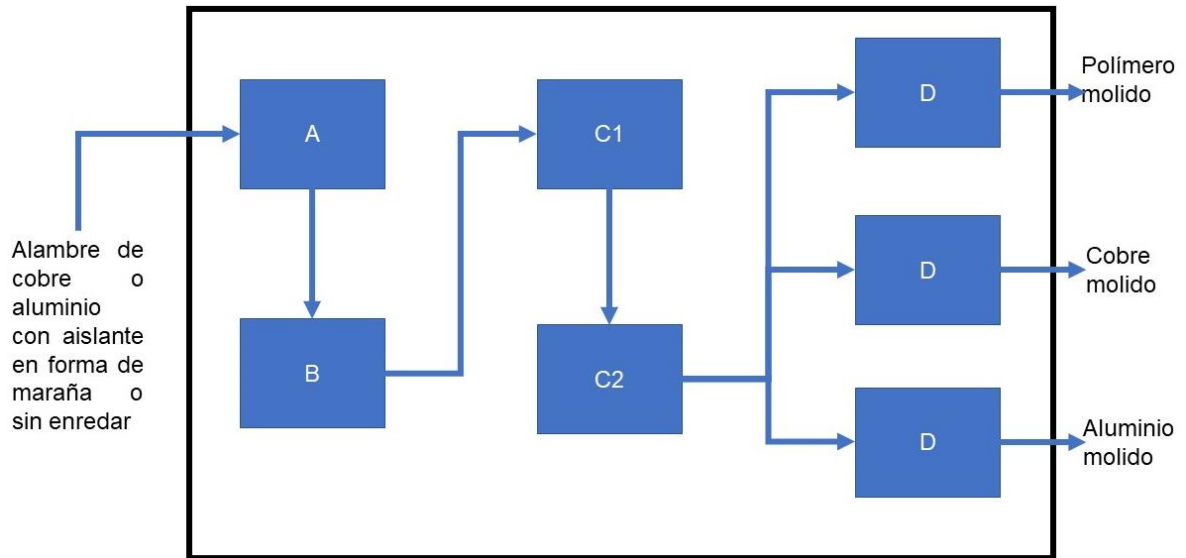 Alambre de
cobre o
aluminio
con aislante
en forma de
maraña o
sin enredar
A
B
C1
C2
D
Polímero
molido
D
Cobre
molido
D
Aluminio
molido